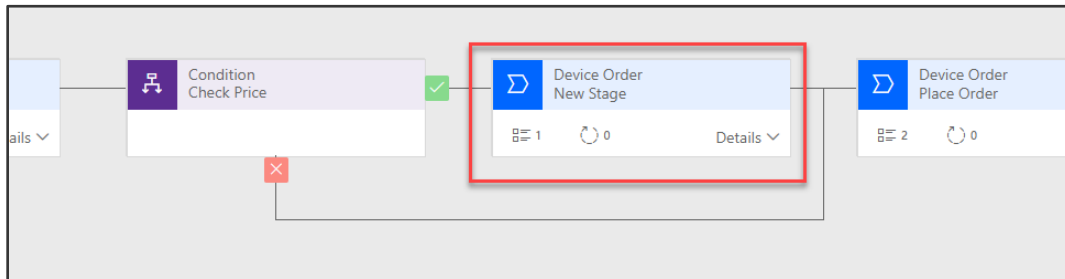 Condition
Check Price
Device Order
New Stage
Device Order
Place Order
ails
1
0
Details
2
0